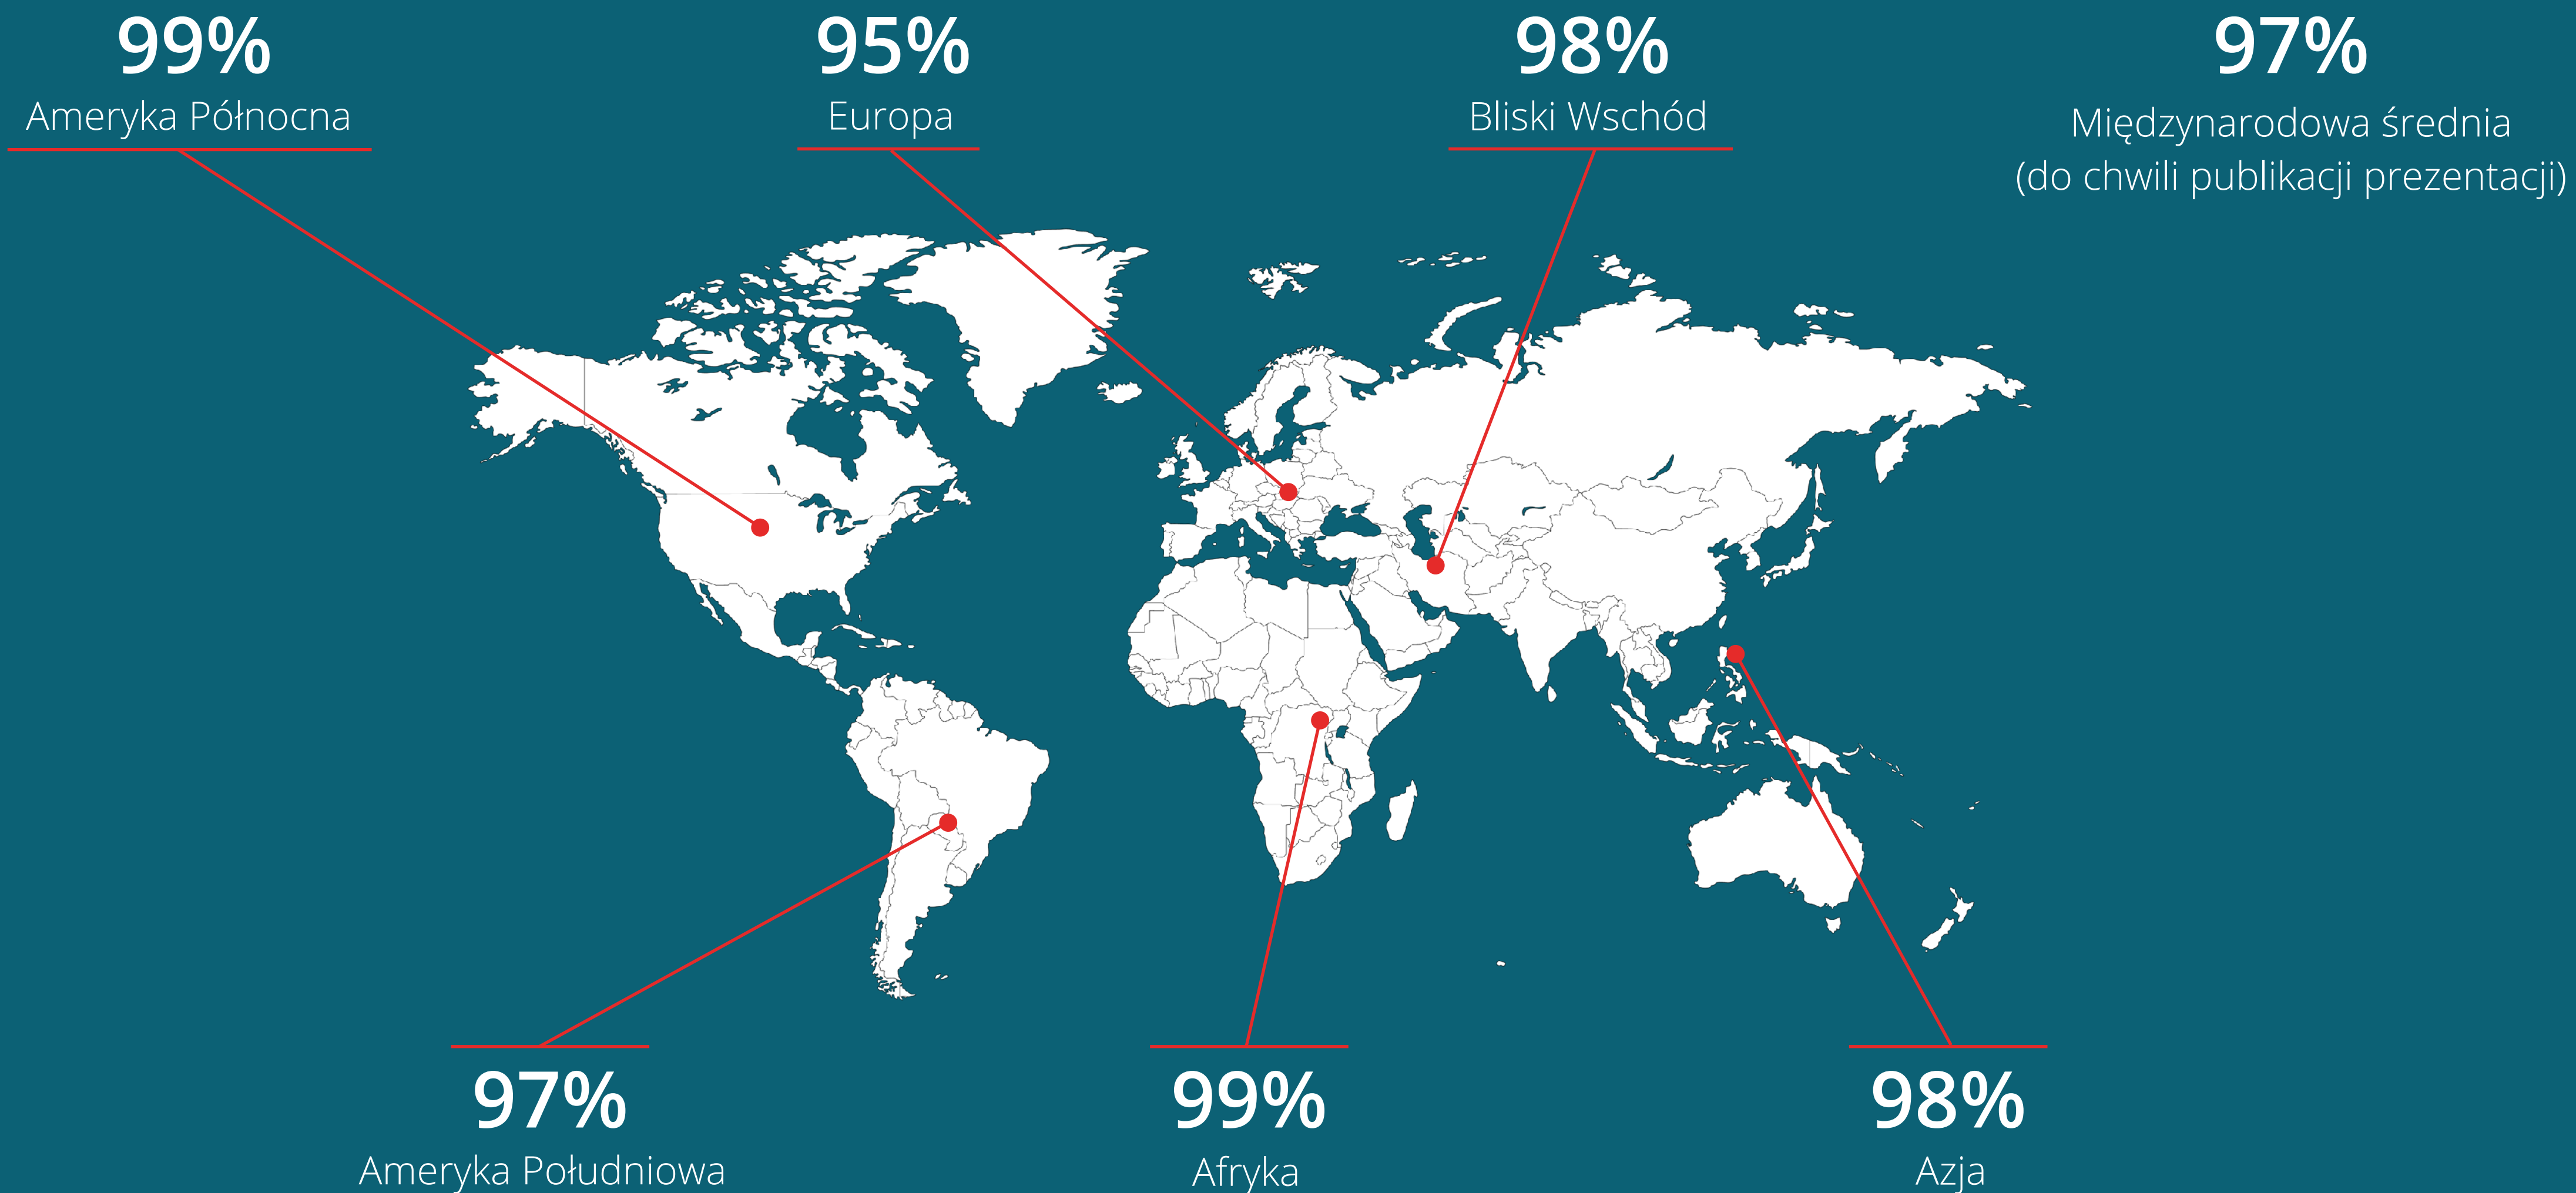 99%
Ameryka Północna
95%
Europa
98%
Bliski Wschód
97%
Międzynarodowa średnia
(do chwili publikacji prezentacji)
97%
Ameryka Południowa
99%
Afryka
98%
Azja